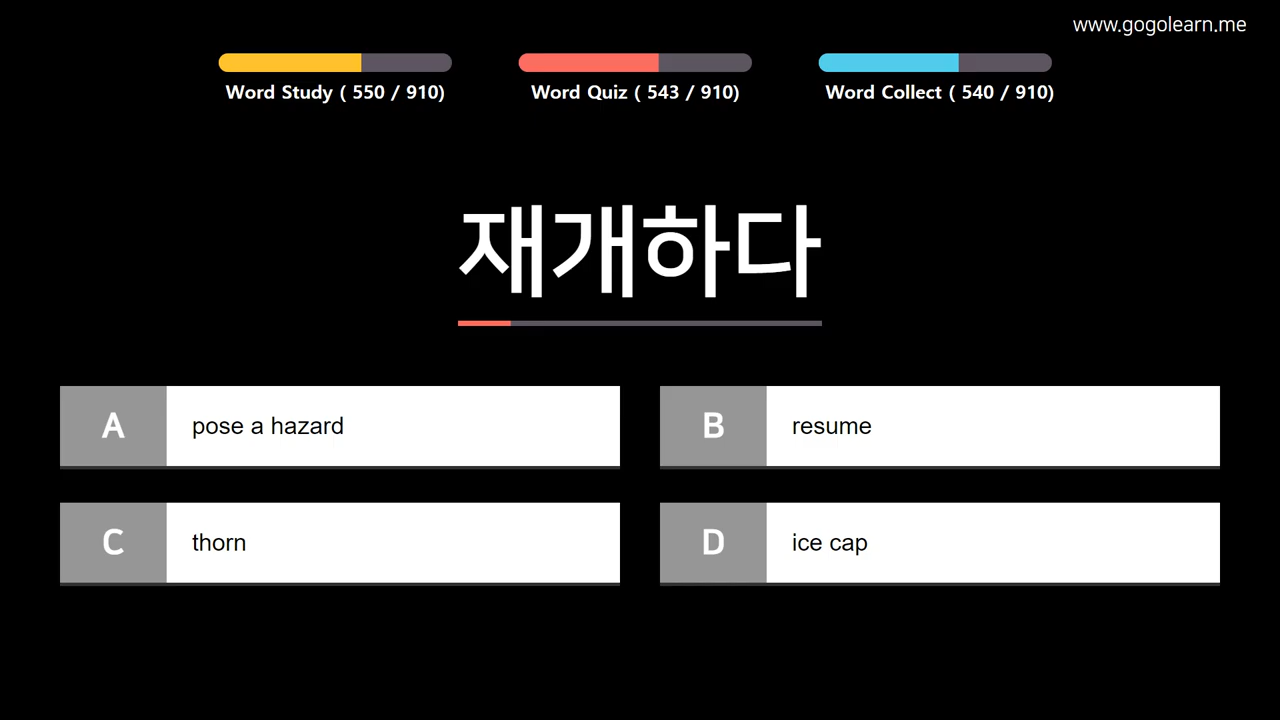 www.gogolearn.me
Word Study ( 550 / 910)
Word Quiz ( 543 / 910)
Word Collect ( 540 / 910)
재개하다
A pose a hazard
B resume
C thorn
D ice cap